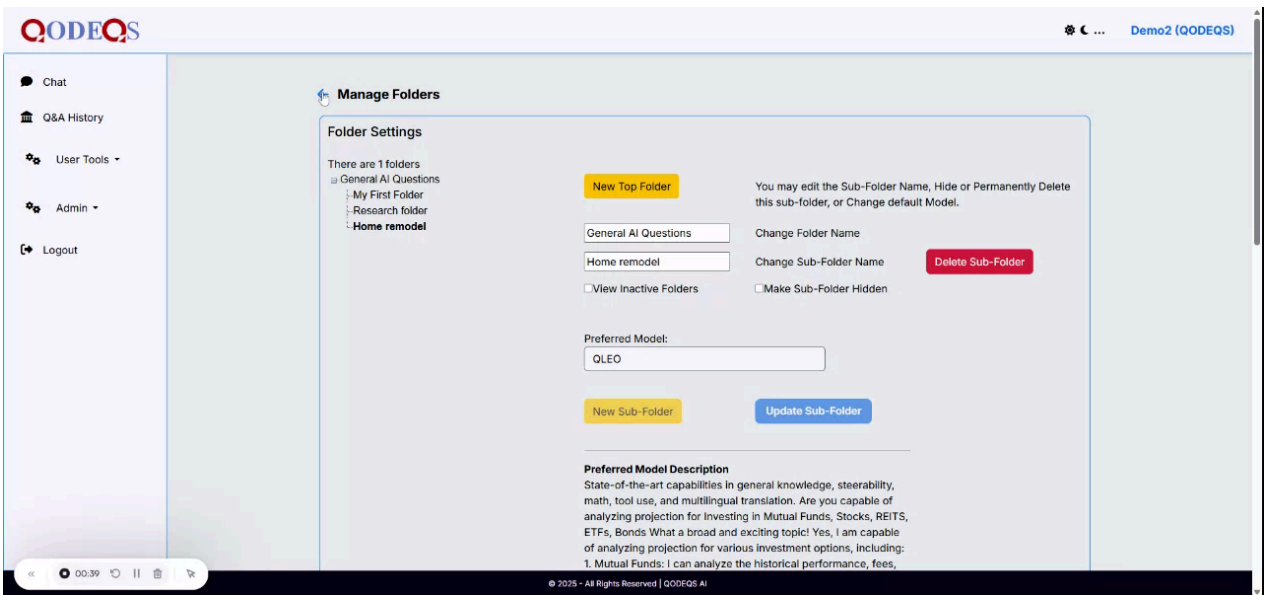 QODEQS
... Demo2 (QODEQS)
Chat
Q&A History
User Tools
Admin
Logout
Manage Folders
Folder Settings
There are 1 folders
General AI Questions
My First Folder
Research folder
Home remodel
New Top Folder
You may edit the Sub-Folder Name, Hide or Permanently Delete
this sub-folder, or Change default Model.
General AI Questions
Change Folder Name
Home remodel
Change Sub-Folder Name
Delete Sub-Folder
View Inactive Folders
Make Sub-Folder Hidden
Preferred Model:
QLEO
New Sub-Folder
Update Sub-Folder
Preferred Model Description
State-of-the-art capabilities in general knowledge, steerability,
math, tool use, and multilingual translation. Are you capable of
analyzing projection for Investing in Mutual Funds, Stocks, REITS,
ETFs, Bonds What a broad and exciting topic! Yes, I am capable
of analyzing projection for various investment options, including:
1. Mutual Funds: I can analyze the historical performance, fees,
00:39
© 2025 - All Rights Reserved | QODEQS AI